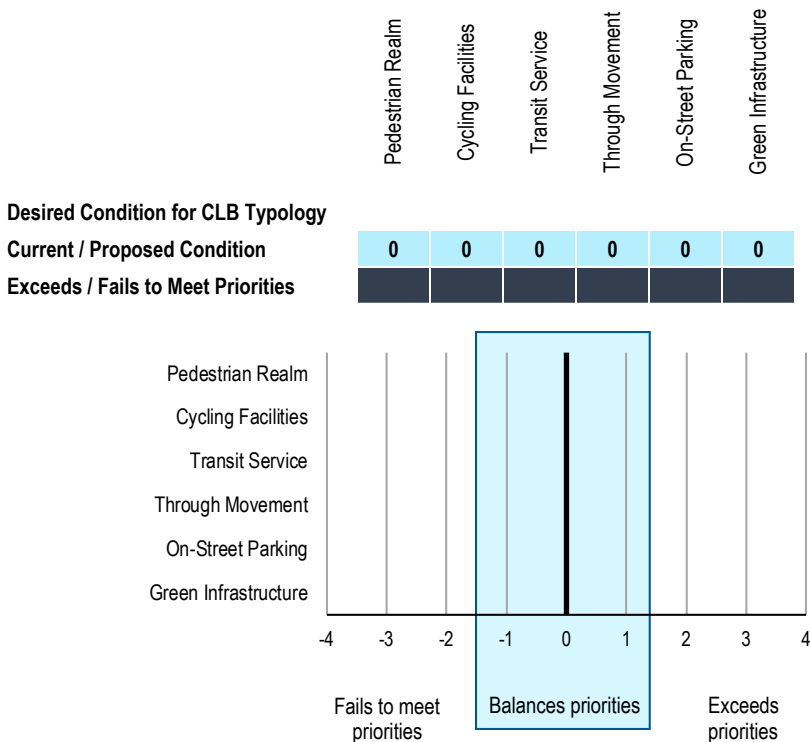 Pedestrian Realm
Cycling Facilities
Transit Service
Through Movement
On-Street Parking
Green Infrastructure
Desired Condition for CLB Typology
Current / Proposed Condition 0 0 0 0 0 0
Exceeds / Fails to Meet Priorities
Pedestrian Realm
Cycling Facilities
Transit Service
Through Movement
On-Street Parking
Green Infrastructure
-4 -3 -2 -1 0 1 2 3 4
Fails to meet
priorities
Balances priorities
Exceeds
priorities